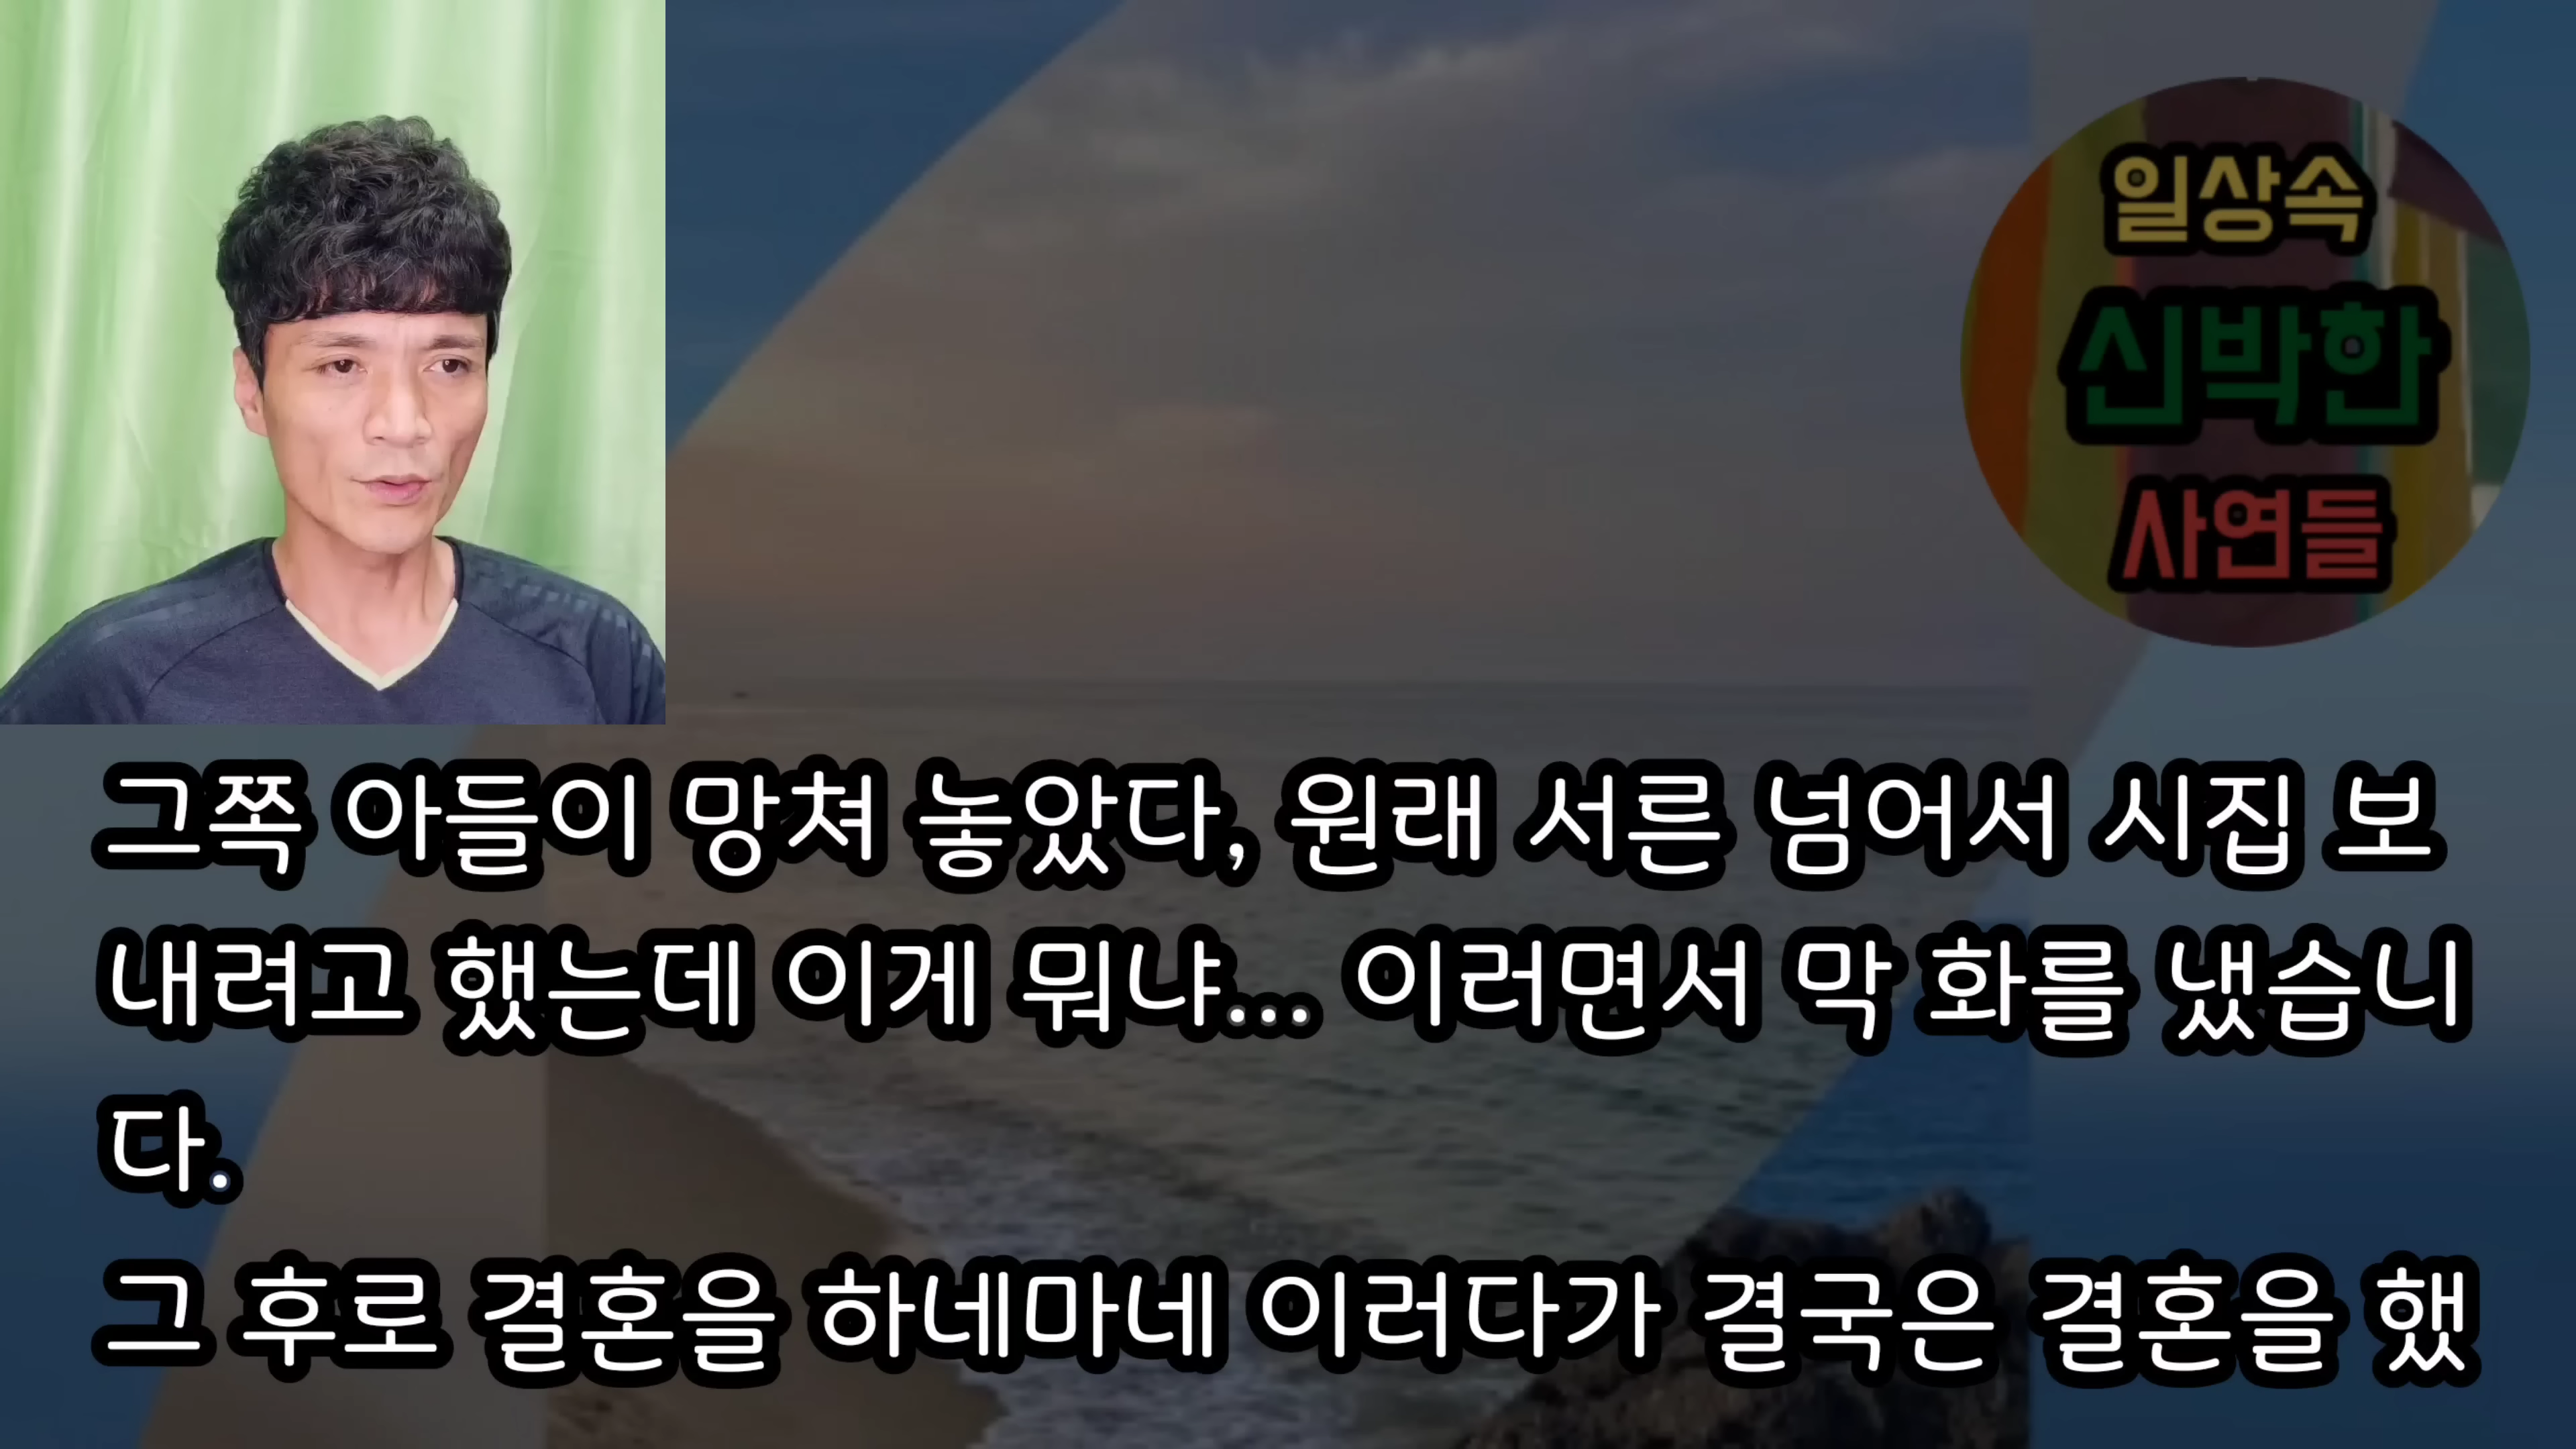 일상속
신박한
사연들
그쪽 아들이 망쳐 놓았다, 원래 서른 넘어서 시집 보
내려고 했는데 이게 뭐냐... 이러면서 막 화를 냈습니
다.
그 후로 결혼을 하네마네 이러다가 결국은 결혼을 했